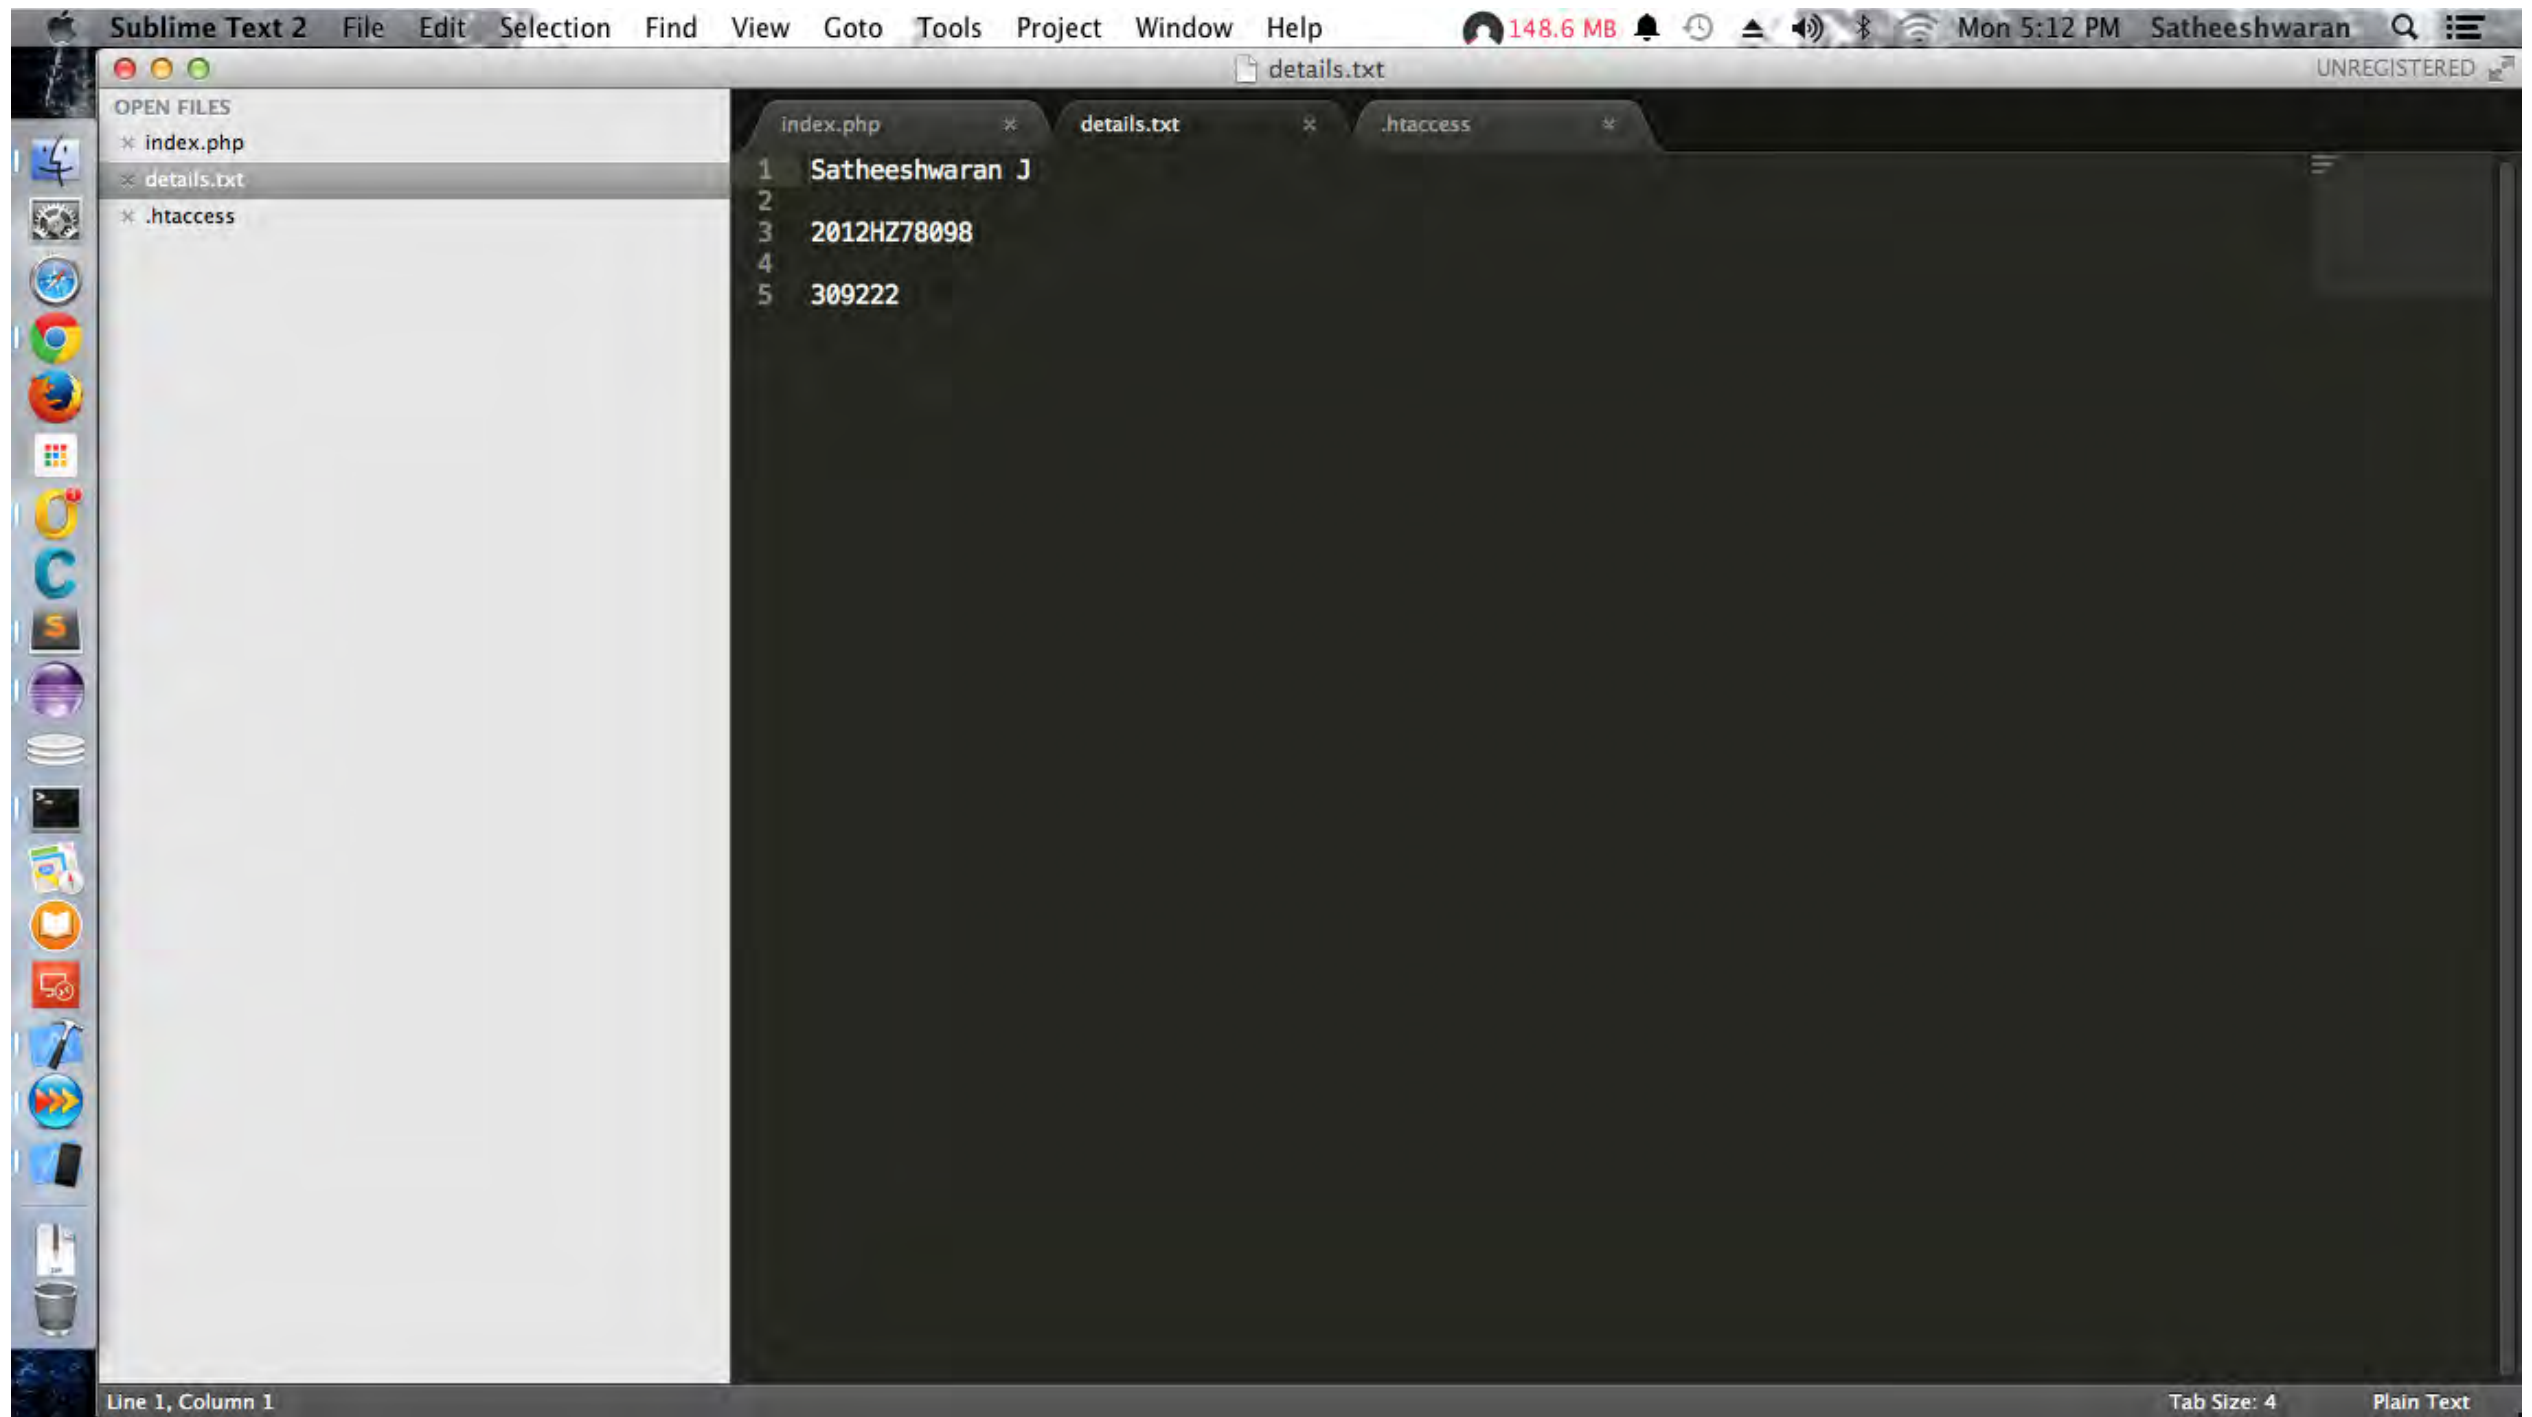 Sublime Text 2 File Edit Selection Find View Goto Tools Project Window Help 148.6 MB Mon 5:12 PM Satheeshwaran
details.txt UNREGISTERED
OPEN FILES
index.php
details.txt
.htaccess
index.php details.txt .htaccess
1 Satheeshwaran J
2
3 2012HZ78098
4
5 309222
Line 1, Column 1 Tab Size: 4 Plain Text